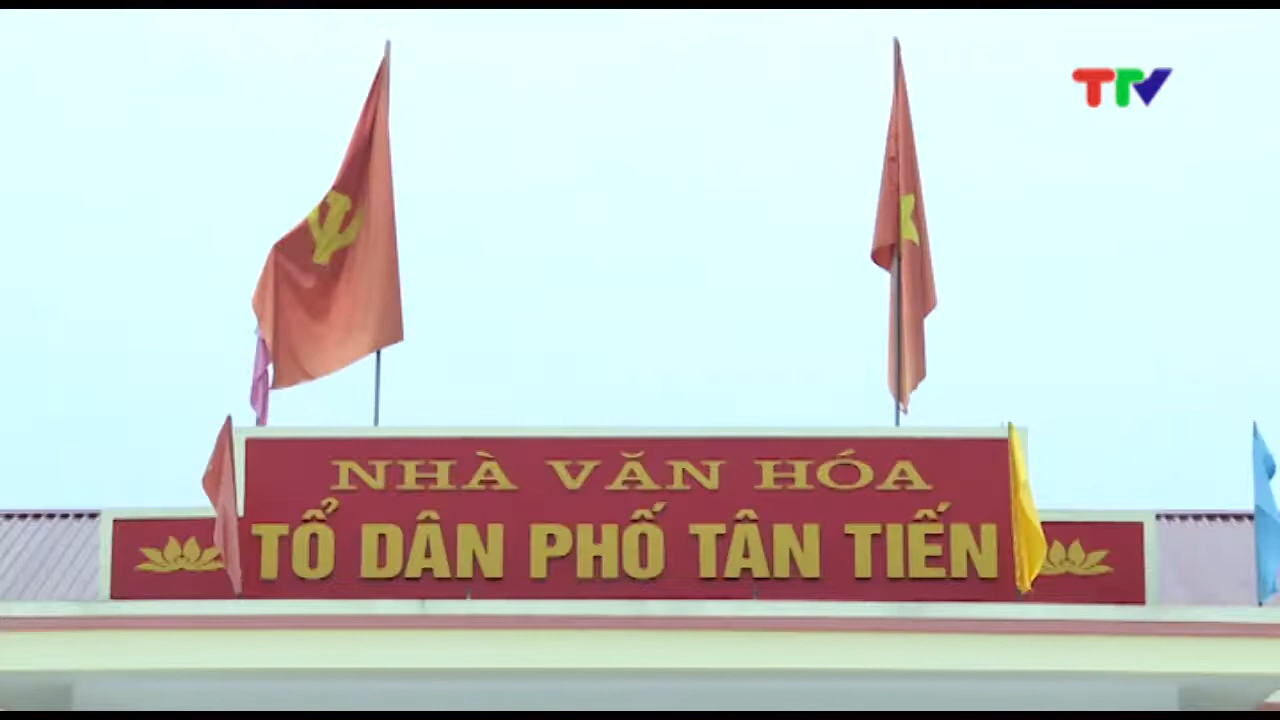 TTV
NHÀ VĂN HÓA
TỔ DÂN PHỐ TÂN TIẾN